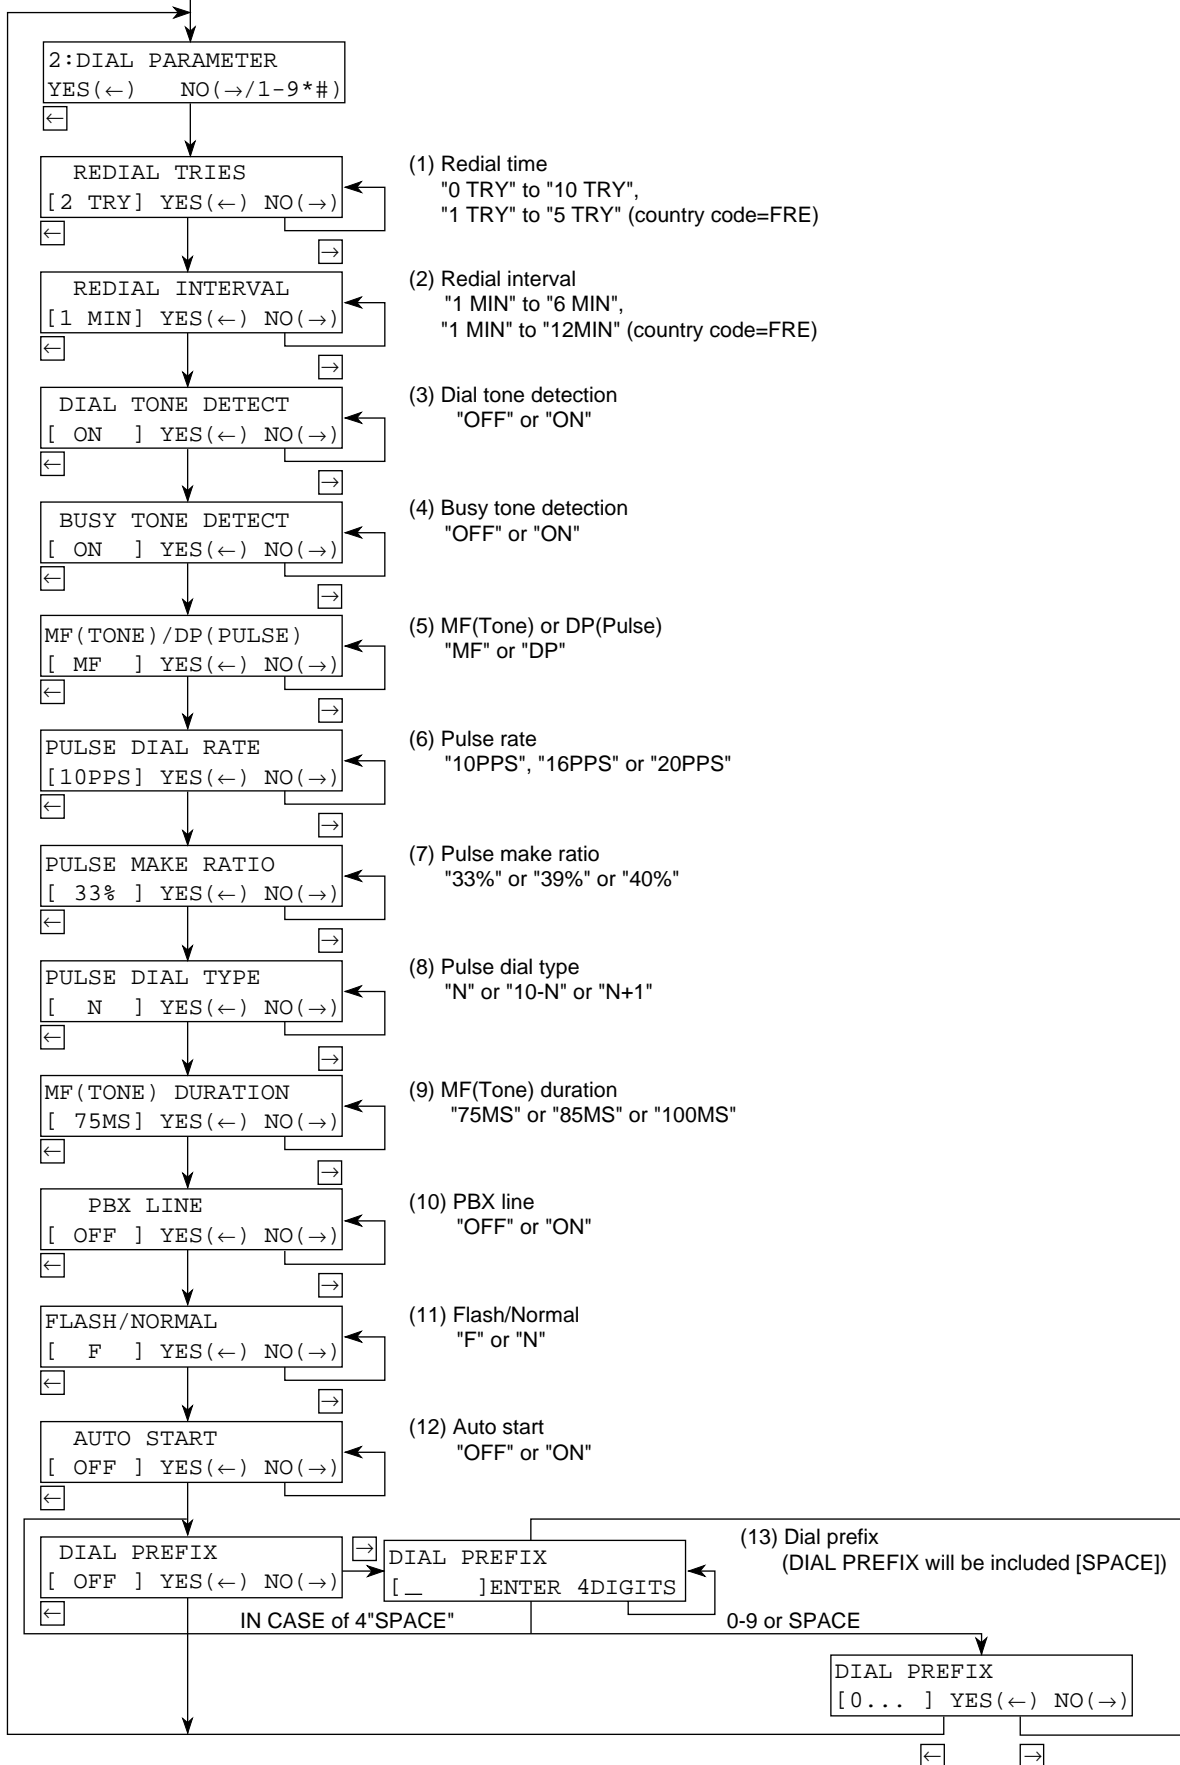 2:DIAL PARAMETER
YES(←) NO(→/1-9*#)
←
REDIAL TRIES
[2 TRY] YES(←) NO(→)
←
→
(1) Redial time
"0 TRY" to "10 TRY",
"1 TRY" to "5 TRY" (country code=FRE)
REDIAL INTERVAL
[1 MIN] YES(←) NO(→)
←
→
(2) Redial interval
"1 MIN" to "6 MIN",
"1 MIN" to "12MIN" (country code=FRE)
DIAL TONE DETECT
[ ON ] YES(←) NO(→)
←
→
(3) Dial tone detection
"OFF" or "ON"
BUSY TONE DETECT
[ ON ] YES(←) NO(→)
←
→
(4) Busy tone detection
"OFF" or "ON"
MF(TONE)/DP(PULSE)
[ MF ] YES(←) NO(→)
←
→
(5) MF(Tone) or DP(Pulse)
"MF" or "DP"
PULSE DIAL RATE
[10PPS] YES(←) NO(→)
←
→
(6) Pulse rate
"10PPS", "16PPS" or "20PPS"
PULSE MAKE RATIO
[ 33% ] YES(←) NO(→)
←
→
(7) Pulse make ratio
"33%" or "39%" or "40%"
PULSE DIAL TYPE
[ N ] YES(←) NO(→)
←
→
(8) Pulse dial type
"N" or "10-N" or "N+1"
MF(TONE) DURATION
[ 75MS] YES(←) NO(→)
←
→
(9) MF(Tone) duration
"75MS" or "85MS" or "100MS"
PBX LINE
[ OFF ] YES(←) NO(→)
←
→
(10) PBX line
"OFF" or "ON"
FLASH/NORMAL
[ F ] YES(←) NO(→)
←
→
(11) Flash/Normal
"F" or "N"
AUTO START
[ OFF ] YES(←) NO(→)
←
(12) Auto start
"OFF" or "ON"
DIAL PREFIX
[ OFF ] YES(←) NO(→)
←
→
DIAL PREFIX
[_ ]ENTER 4DIGITS
(13) Dial prefix
(DIAL PREFIX will be included [SPACE])
IN CASE of 4"SPACE"
0-9 or SPACE
DIAL PREFIX
[0... ] YES(←) NO(→)
←
→